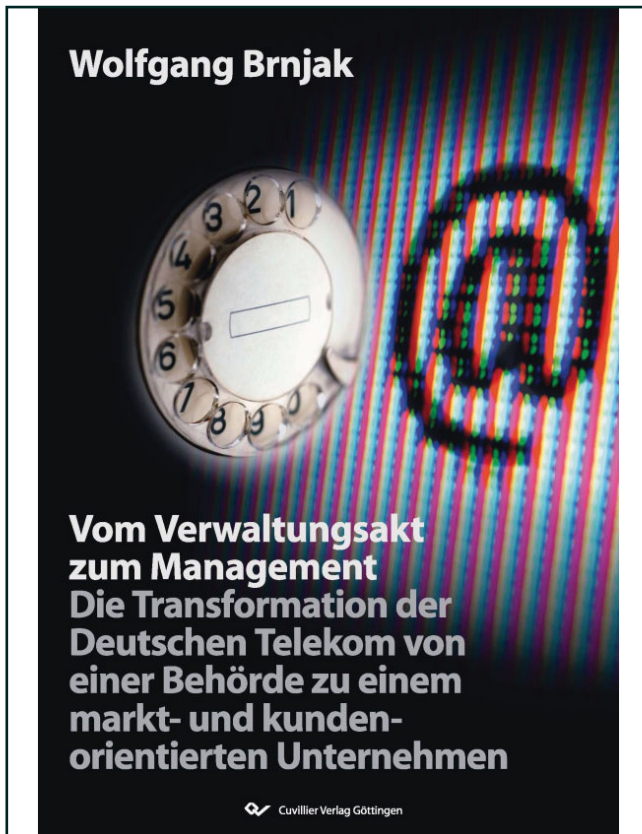 Wolfgang Brnjak
1
2
3
4
5
6
7
8
9
0
@
Vom Verwaltungsakt
zum Management
Die Transformation der
Deutschen Telekom von
einer Behörde zu einem
markt- und kunden-
orientierten Unternehmen
Cuvillier Verlag Göttingen